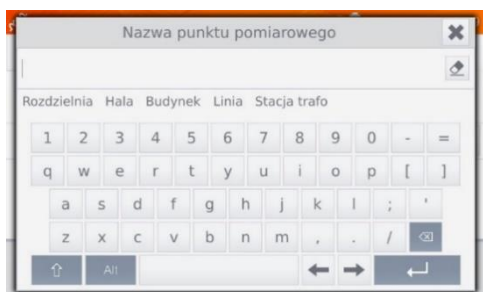 Nazwa punktu pomiarowego
Rozdzielnia Hala Budynek Linia Stacja trafo
1 2 3 4 5 6 7 8 9 0 - =
q w e r t y u i o p [ ]
a s d f g h j k l ; '
z x c v b n m , . /
Alt